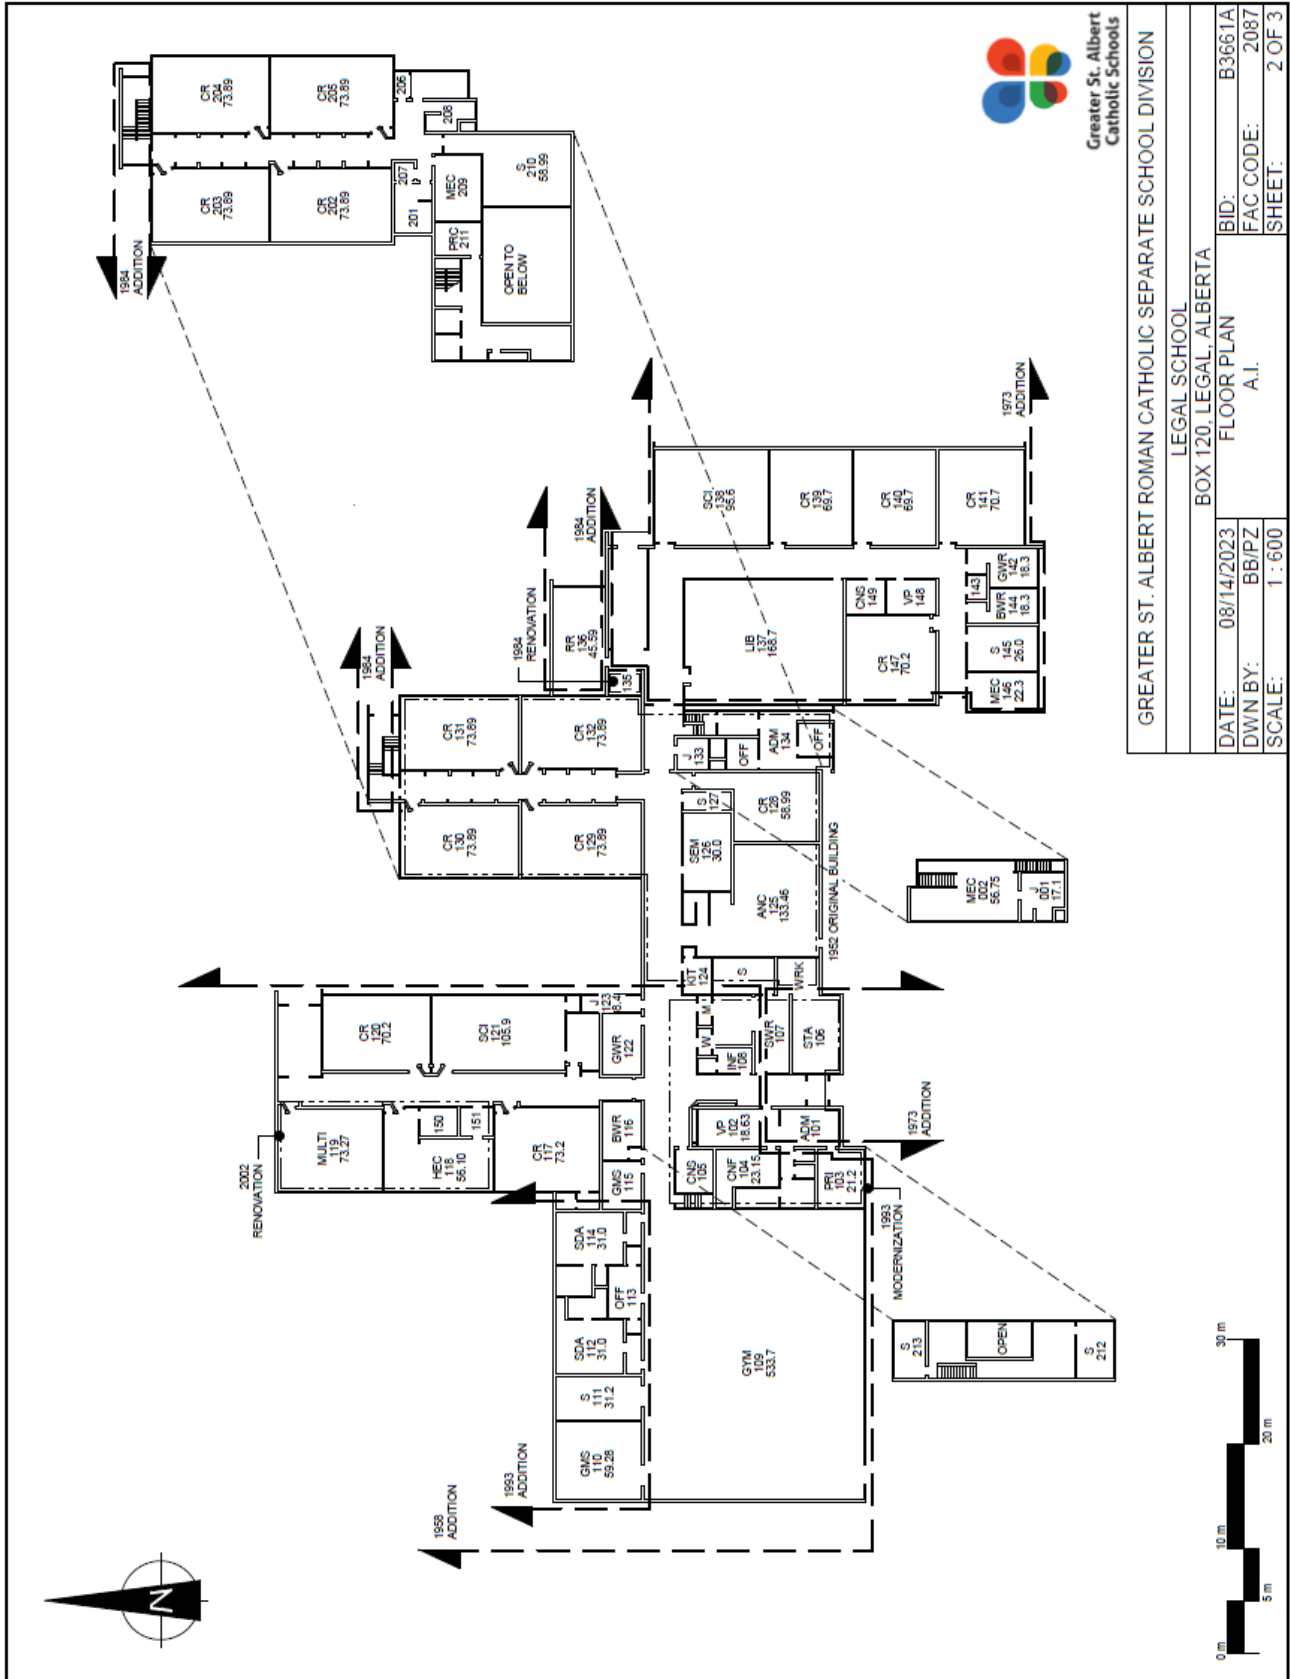 1984
ADDITION
CR
204
73.89
CR
205
73.89
206
208
CR
203
73.89
CR
202
73.89
207
201
MEC
209
S
210
58.99
PRC
211
OPEN TO
BELOW
Greater St. Albert
Catholic Schools
1984
ADDITION
1984
RENOVATION
1984
ADDITION
RR
136
45.59
135
1973
ADDITION
SCI
138
95.6
CR
139
69.7
CR
140
69.7
CR
141
70.7
LIB
137
168.7
CNS
149
VP
148
CR
147
70.2
143
GWR
142
18.3
BWR
144
18.3
S
145
26.0
MEC
146
22.3
CR
131
73.89
CR
132
73.89
CR
130
73.89
CR
129
73.89
J
133
OFF
ADM
134
OFF
S
127
CR
128
58.99
SEM
126
30.0
ANC
125
133.46
1952 ORIGINAL BUILDING
MEC
002
56.75
J
001
17.1
KIT
124
S
WRK
CR
120
70.2
SCI
121
105.9
J
123
8.4
GWR
122
M
W
INF
108
SWR
107
STA
106
2002
RENOVATION
MULTI
119
73.27
HEC
118
56.10
150
151
CR
117
73.2
BWR
116
GMS
115
VP
102
18.63
ADM
101
CNS
105
CNF
104
23.15
PRI
103
21.2
1973
ADDITION
1993
MODERNIZATION
SDA
114
31.0
OFF
113
SDA
112
31.0
S
111
31.2
GMS
110
59.28
GYM
109
533.7
1993
ADDITION
1958
ADDITION
S
213
OPEN
S
212
N
0 m
5 m
10 m
20 m
30 m
GREATER ST. ALBERT ROMAN CATHOLIC SEPARATE SCHOOL DIVISION
LEGAL SCHOOL
BOX 120, LEGAL, ALBERTA
DATE: 08/14/2023
FLOOR PLAN
BID: B3661A
DWN BY: BB/PZ
A.I.
FAC CODE: 2087
SCALE: 1 : 600
SHEET: 2 OF 3